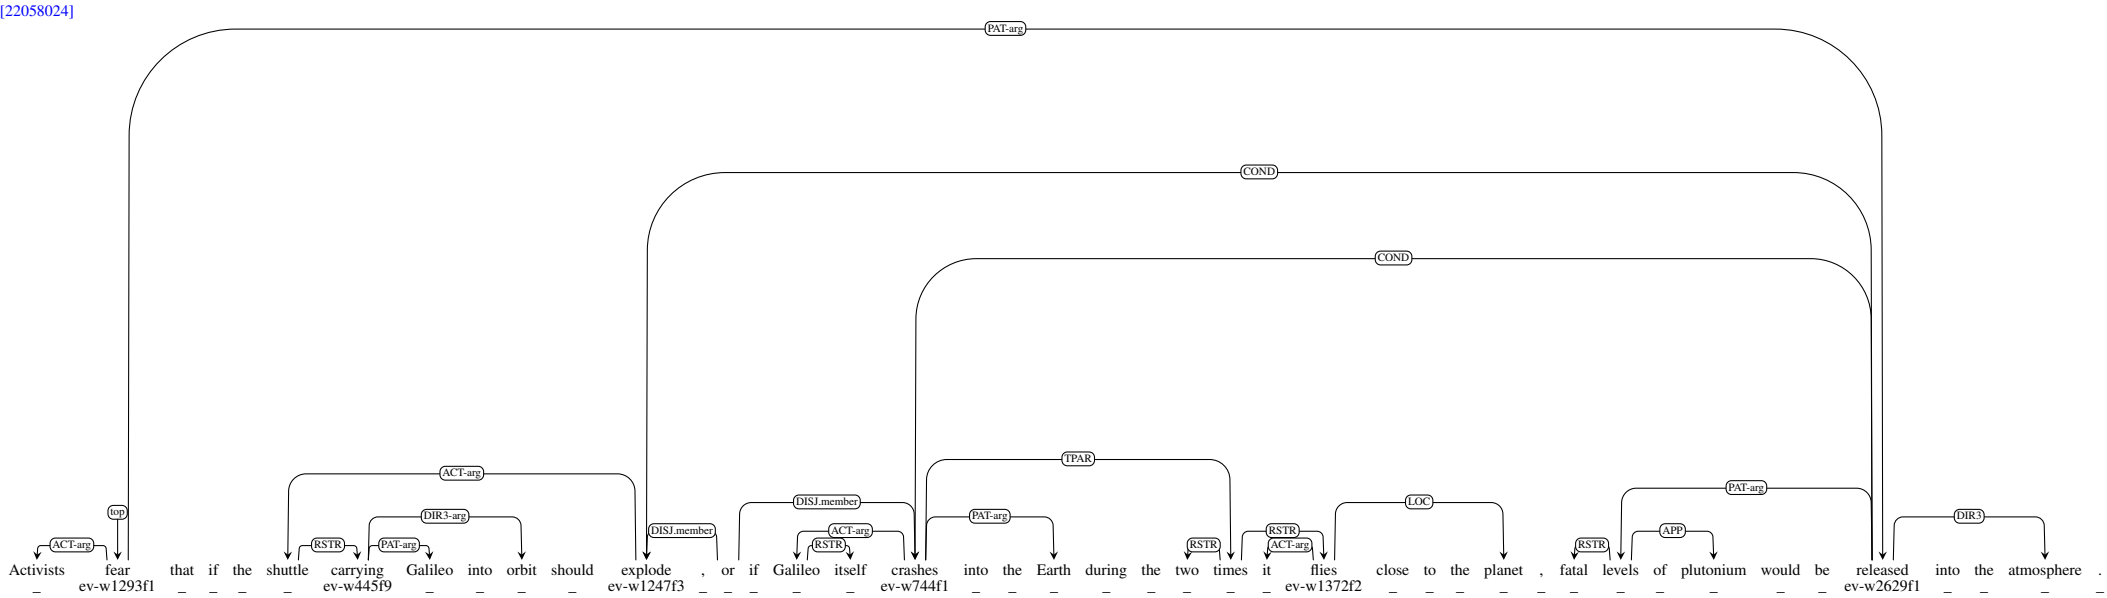 [22058024]
PAT-arg
COND
COND
TPAR
ACT-arg
PAT-arg
DISJ.member LOC
top DIR3-arg PAT-arg DIR3
DISJ.member ACT-arg RSTR APP
ACT-arg RSTR PAT-arg RSTR RSTR ACT-arg RSTR
Activists fear that if the shuttle carrying Galileo into orbit should explode , or if Galileo itself crashes into the Earth during the two times it flies close to the planet , fatal levels of plutonium would be released into the atmosphere .
_ ev-w1293f1 _ _ _ _ ev-w445f9 _ _ _ _ ev-w1247f3 _ _ _ _ _ ev-w744f1 _ _ _ _ _ _ _ _ ev-w1372f2 _ _ _ _ _ _ _ _ _ _ _ ev-w2629f1 _ _ _ _